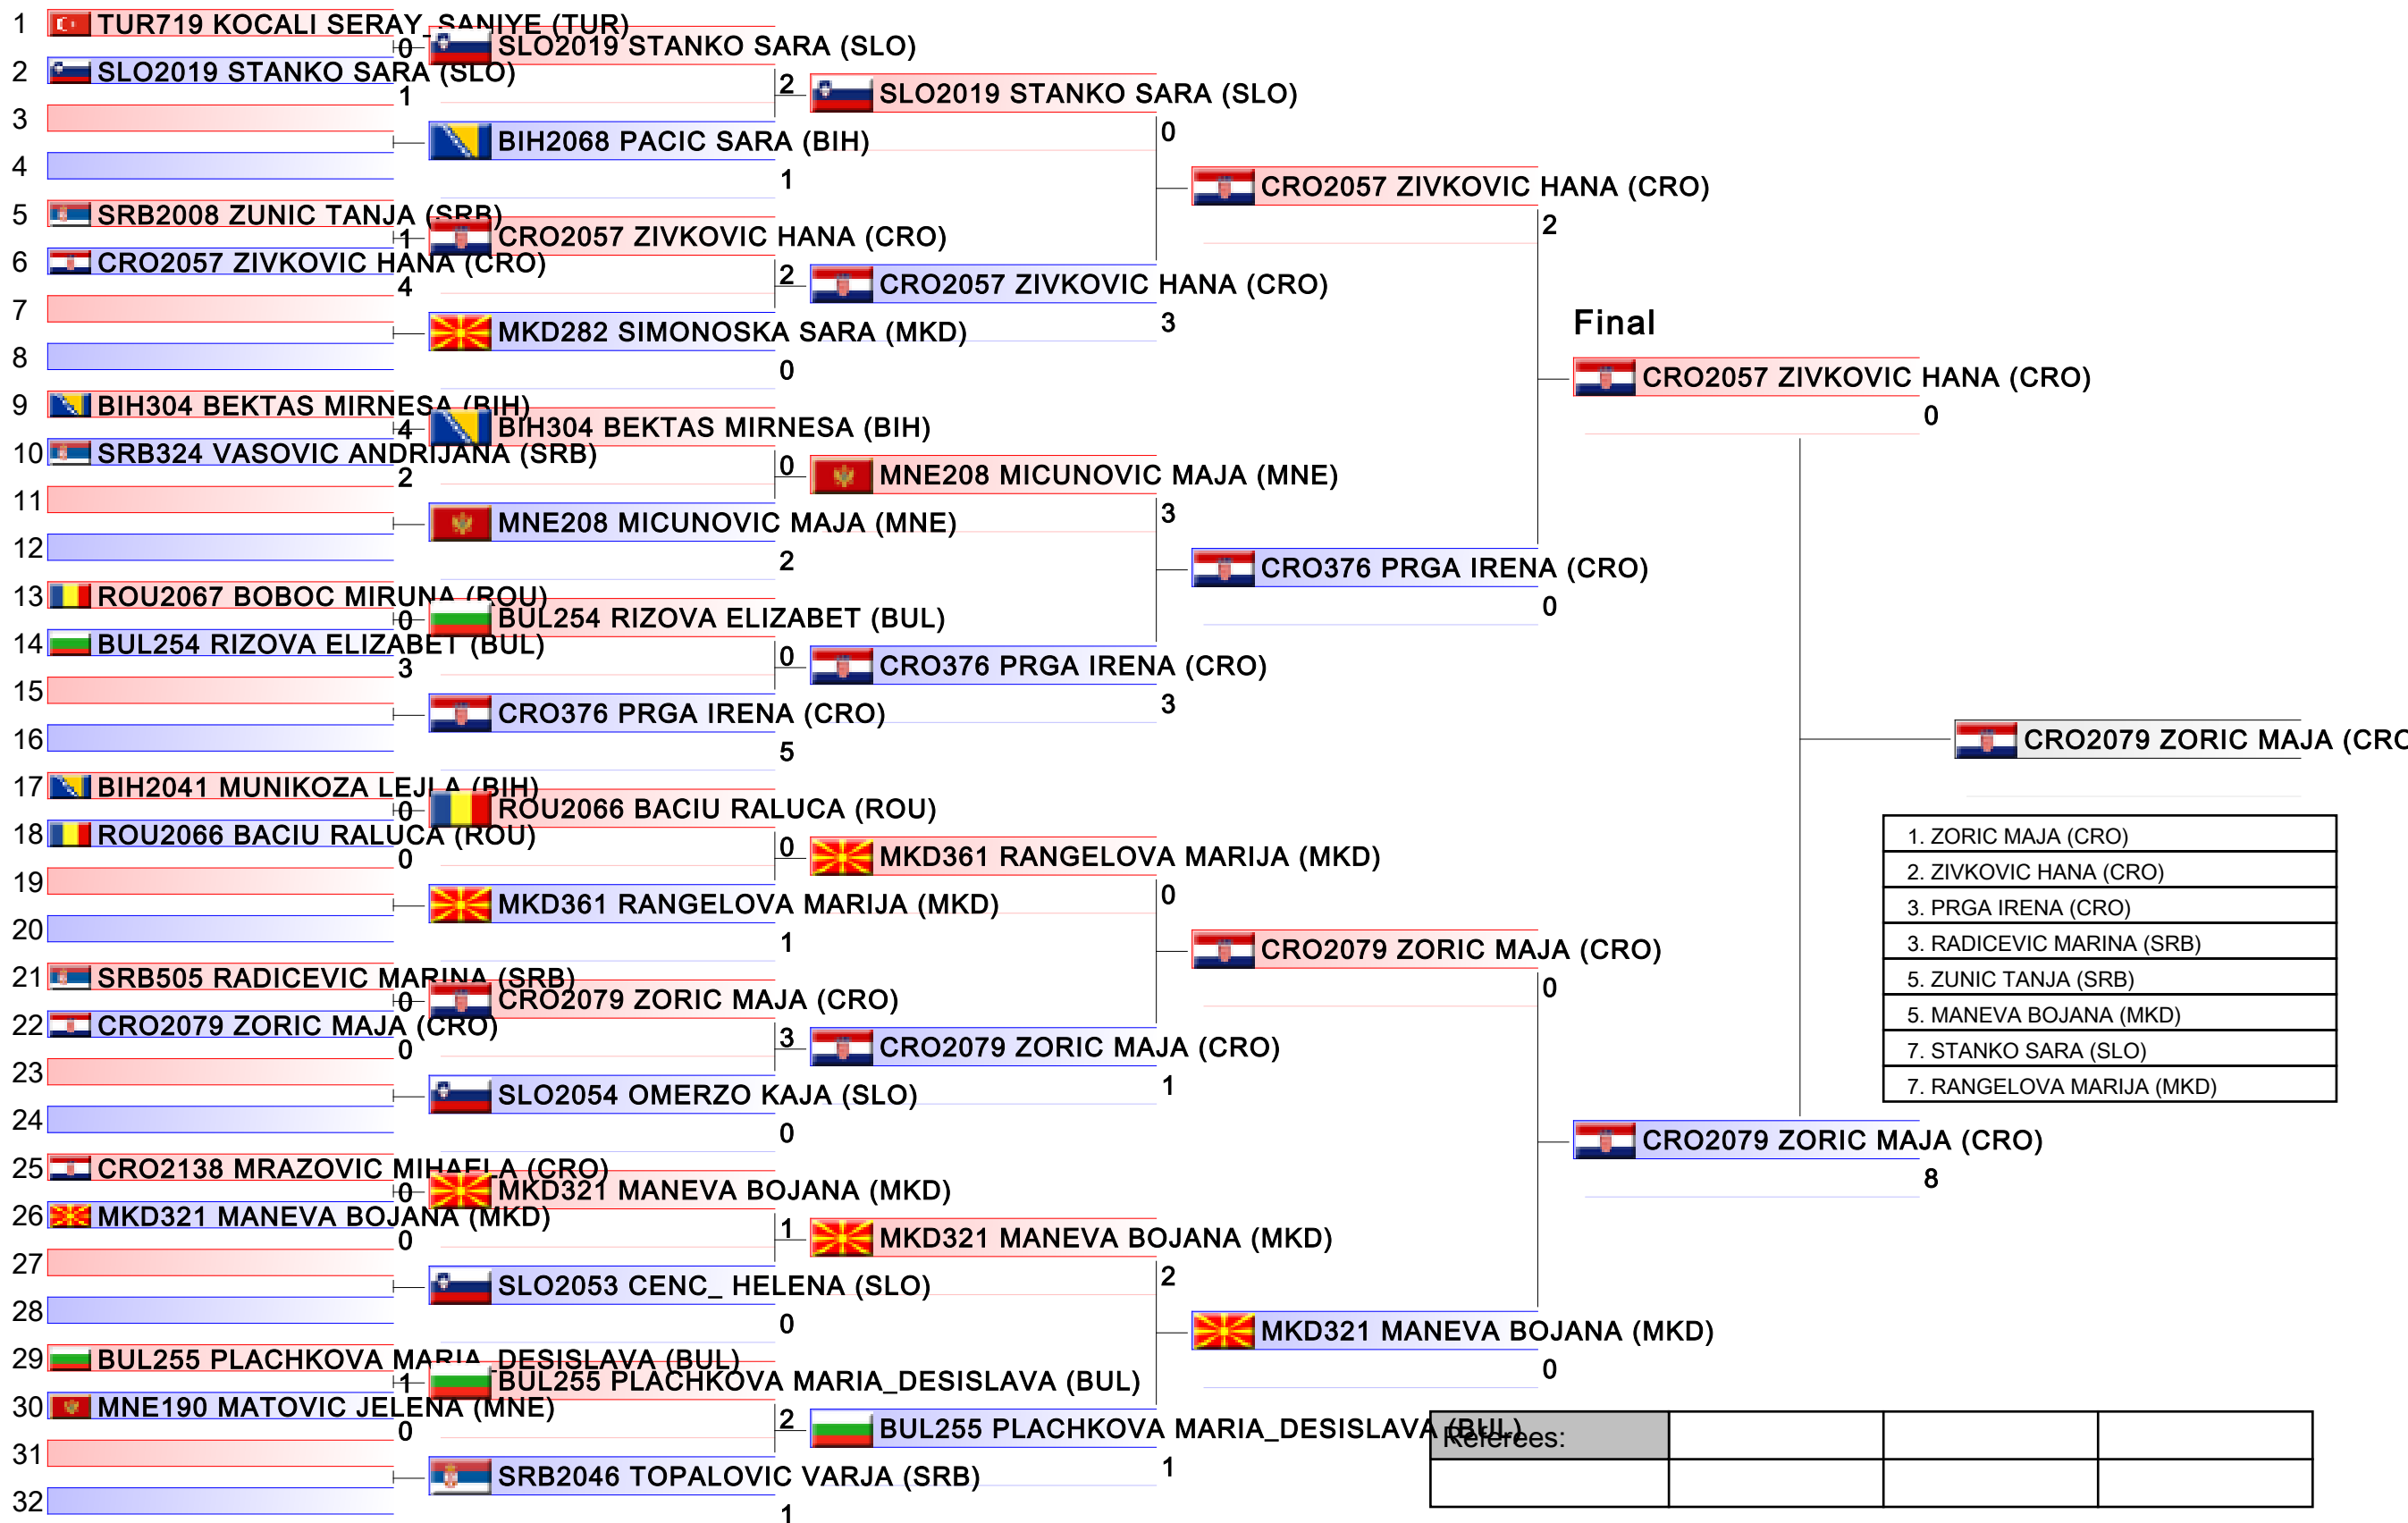 1 TUR719 KOCALI SERAY_SANIYE (TUR)
0
2 SLO2019 STANKO SARA (SLO)
1
3
4
5 SRB2008 ZUNIC TANJA (SRB)
1
6 CRO2057 ZIVKOVIC HANA (CRO)
4
7
8
9 BIH304 BEKTAS MIRNESA (BIH)
4
10 SRB324 VASOVIC ANDRIJANA (SRB)
2
11
12
13 ROU2067 BOBOC MIRUNA (ROU)
0
14 BUL254 RIZOVA ELIZABET (BUL)
3
15
16
17 BIH2041 MUNIKOZA LEJLA (BIH)
0
18 ROU2066 BACIU RALUCA (ROU)
0
19
20
21 SRB505 RADICEVIC MARINA (SRB)
0
22 CRO2079 ZORIC MAJA (CRO)
0
23
24
25 CRO2138 MRAZOVIC MIHAELA (CRO)
0
26 MKD321 MANEVA BOJANA (MKD)
0
27
28
29 BUL255 PLACHKOVA MARIA_DESISLAVA (BUL)
1
30 MNE190 MATOVIC JELENA (MNE)
0
31
32
SLO2019 STANKO SARA (SLO)
2
BIH2068 PACIC SARA (BIH)
1
CRO2057 ZIVKOVIC HANA (CRO)
2
MKD282 SIMONOSKA SARA (MKD)
0
BIH304 BEKTAS MIRNESA (BIH)
0
MNE208 MICUNOVIC MAJA (MNE)
2
BUL254 RIZOVA ELIZABET (BUL)
0
CRO376 PRGA IRENA (CRO)
5
ROU2066 BACIU RALUCA (ROU)
0
MKD361 RANGELOVA MARIJA (MKD)
1
CRO2079 ZORIC MAJA (CRO)
3
SLO2054 OMERZO KAJA (SLO)
0
MKD321 MANEVA BOJANA (MKD)
1
SLO2053 CENC_ HELENA (SLO)
0
BUL255 PLACHKOVA MARIA_DESISLAVA (BUL)
2
SRB2046 TOPALOVIC VARJA (SRB)
1
SLO2019 STANKO SARA (SLO)
0
CRO2057 ZIVKOVIC HANA (CRO)
3
MNE208 MICUNOVIC MAJA (MNE)
3
CRO376 PRGA IRENA (CRO)
3
MKD361 RANGELOVA MARIJA (MKD)
0
CRO2079 ZORIC MAJA (CRO)
1
MKD321 MANEVA BOJANA (MKD)
2
BUL255 PLACHKOVA MARIA_DESISLAVA (BUL)
1
CRO2057 ZIVKOVIC HANA (CRO)
2
CRO376 PRGA IRENA (CRO)
0
CRO2079 ZORIC MAJA (CRO)
0
MKD321 MANEVA BOJANA (MKD)
0
Final
CRO2057 ZIVKOVIC HANA (CRO)
0
CRO2079 ZORIC MAJA (CRO)
8
CRO2079 ZORIC MAJA (CRO
1. ZORIC MAJA (CRO)
2. ZIVKOVIC HANA (CRO)
3. PRGA IRENA (CRO)
3. RADICEVIC MARINA (SRB)
5. ZUNIC TANJA (SRB)
5. MANEVA BOJANA (MKD)
7. STANKO SARA (SLO)
7. RANGELOVA MARIJA (MKD)
Referees: